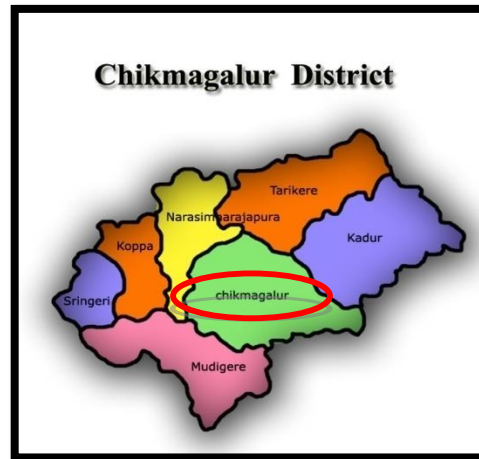 Chikmagalur District
Tarikere
Narasimharajapura
Koppa
Kadur
Sringeri
chikmagalur
Mudigere